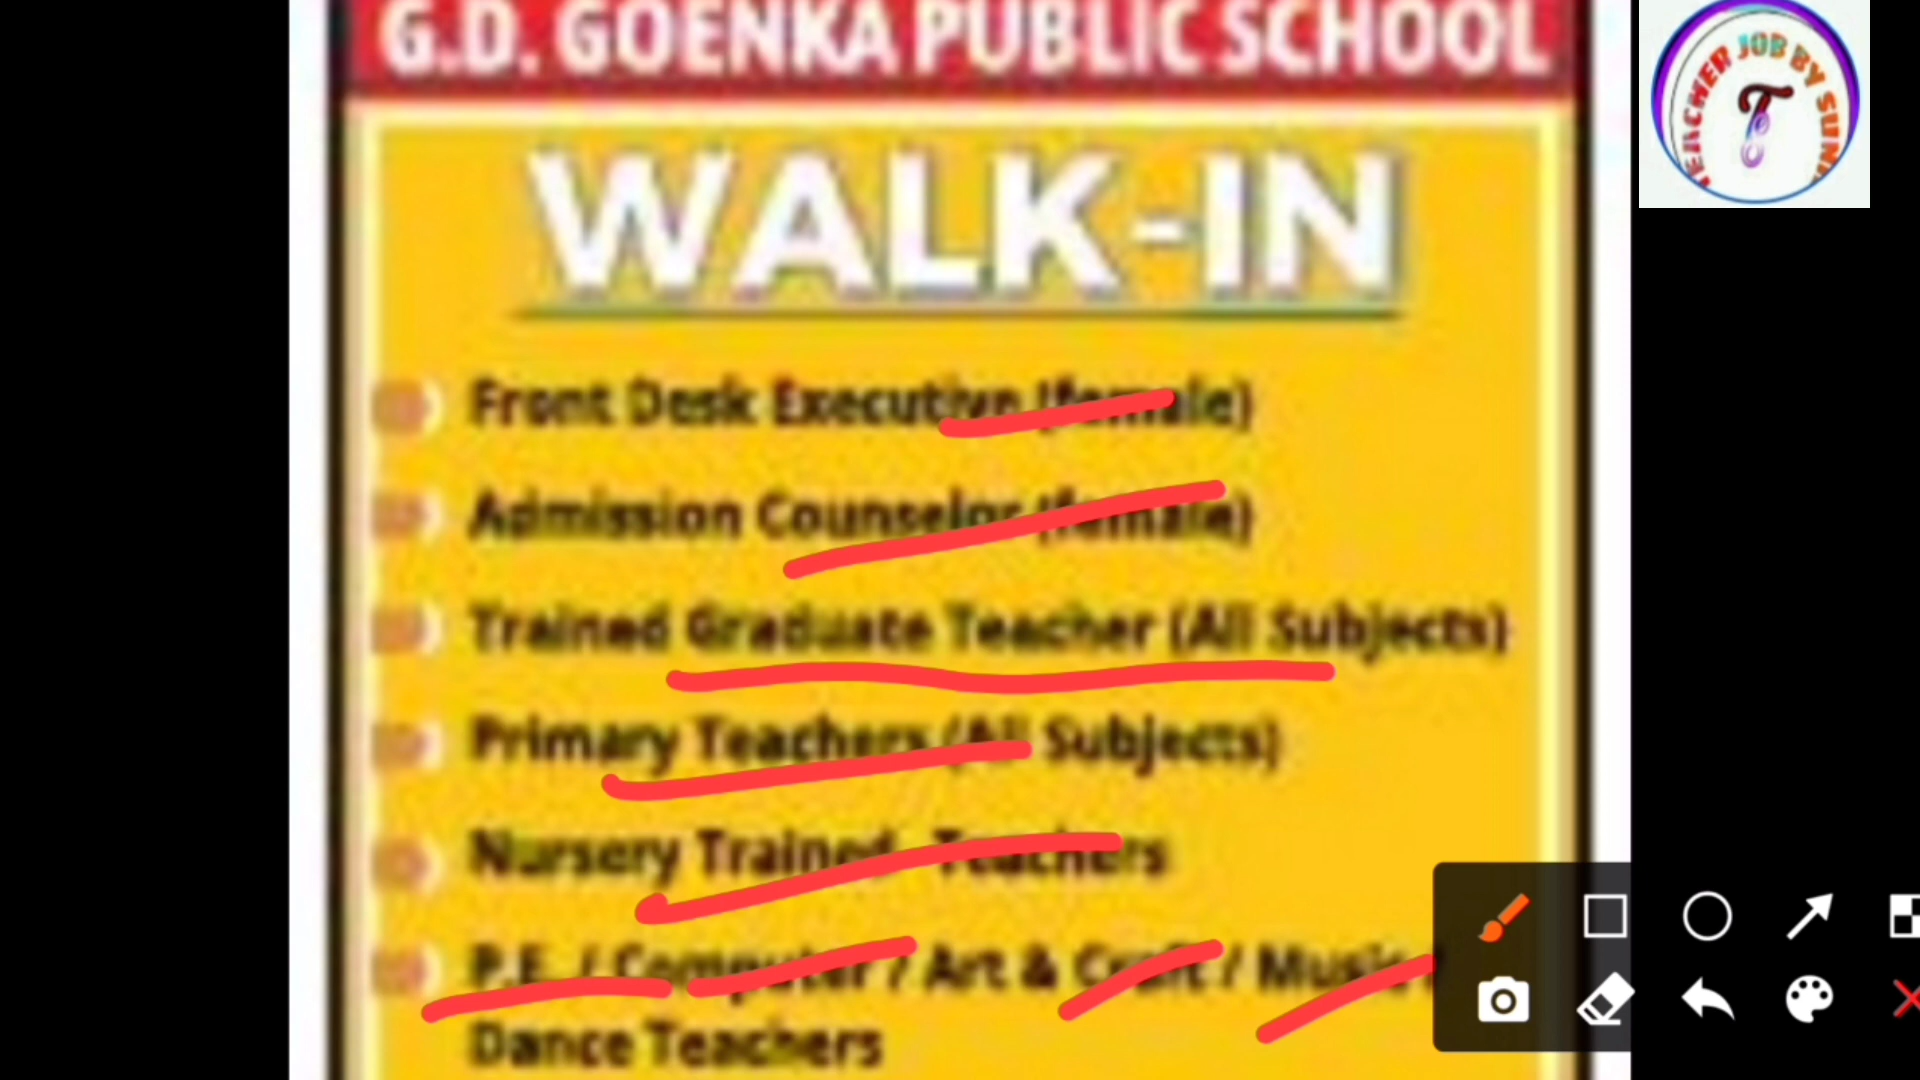 G.D. GOENKA PUBLIC SCHOOL
TEACHER JOB BY
T
WALK-IN
Front Desk Executive (female)
Admission Counselor (female)
Trained Graduate Teacher (All Subjects)
Primary Teachers (All Subjects)
Nursery Trained Teachers
P.E. / Computer / Art & Craft / Music /
Dance Teachers